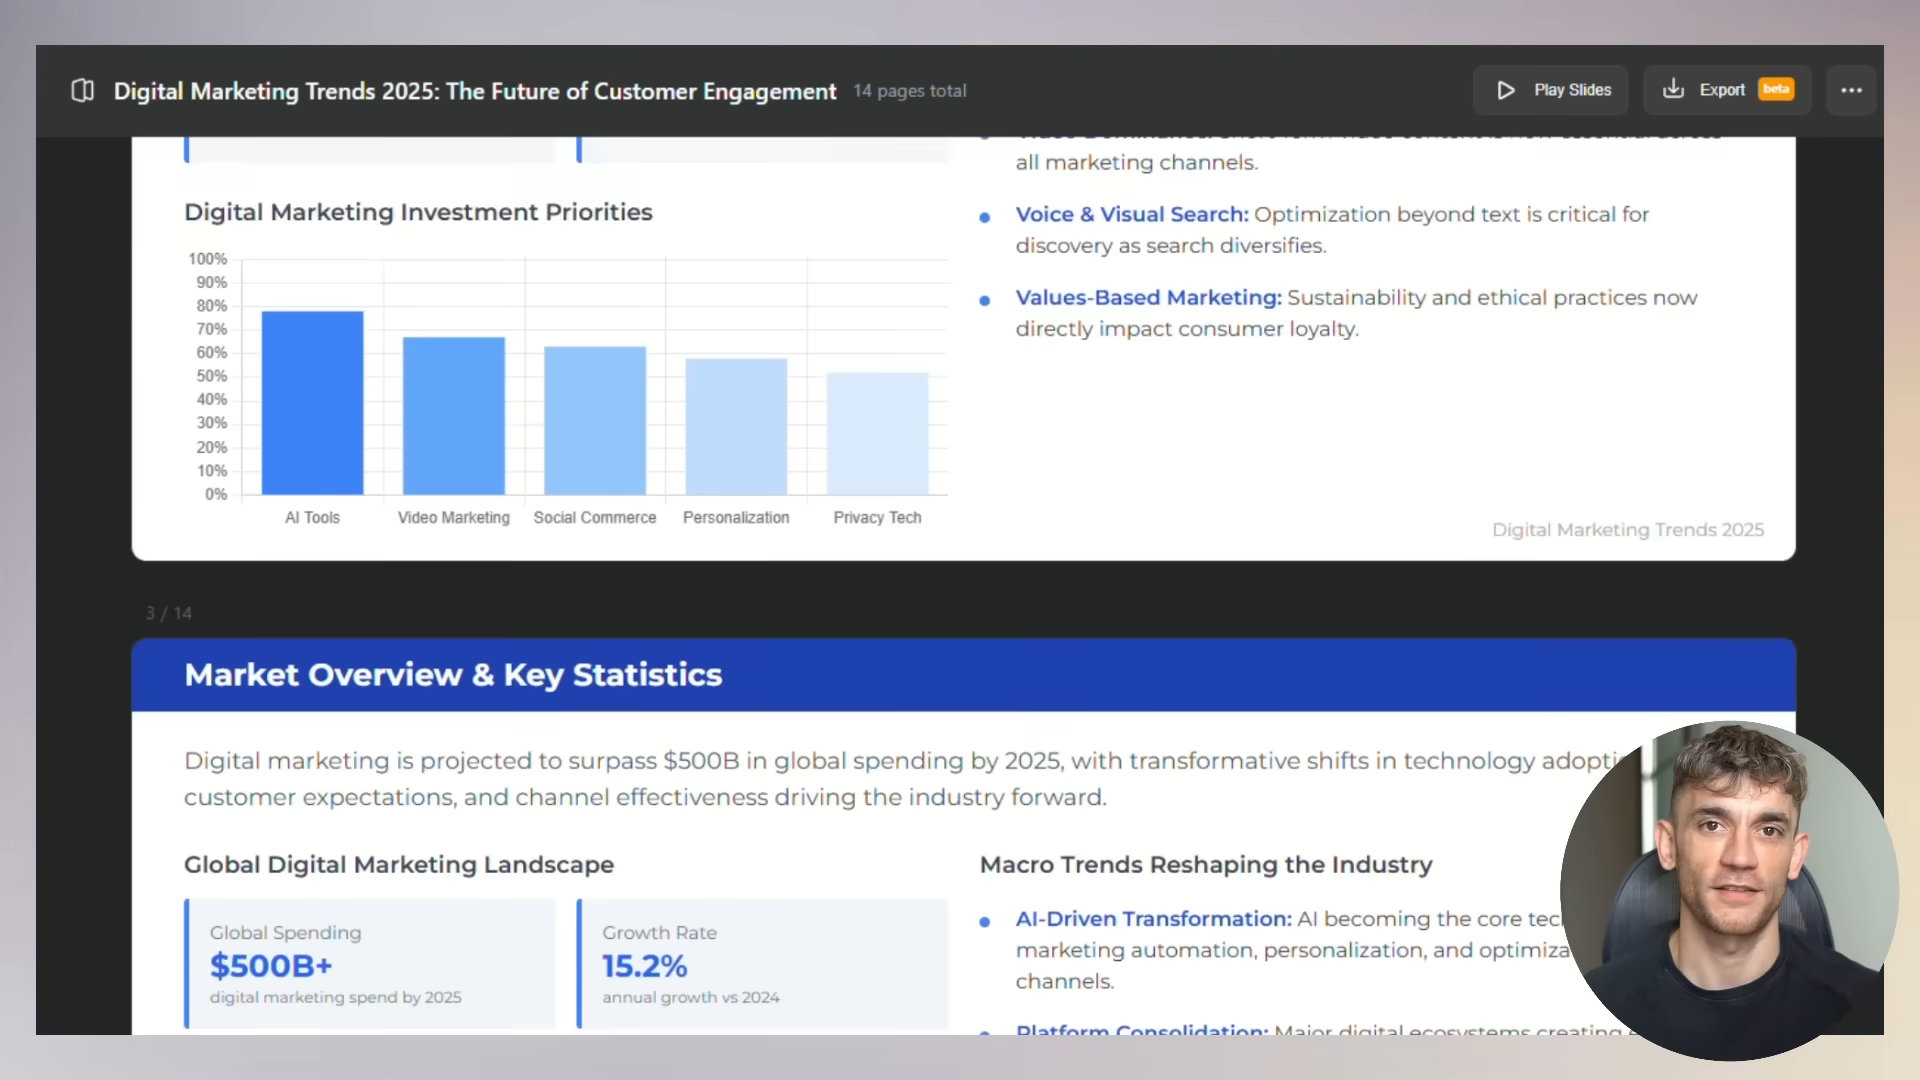 Digital Marketing Trends 2025: The Future of Customer Engagement 14 pages total
Play Slides
Export beta
all marketing channels.
Voice & Visual Search: Optimization beyond text is critical for
discovery as search diversifies.
Values-Based Marketing: Sustainability and ethical practices now
directly impact consumer loyalty.
Digital Marketing Investment Priorities
100%
90%
80%
70%
60%
50%
40%
30%
20%
10%
0%
AI Tools
Video Marketing
Social Commerce
Personalization
Privacy Tech
Digital Marketing Trends 2025
3 / 14
Market Overview & Key Statistics
Digital marketing is projected to surpass $500B in global spending by 2025, with transformative shifts in technology
customer expectations, and channel effectiveness driving the industry forward.
Global Digital Marketing Landscape
Global Spending
$500B+
digital marketing spend by 2025
Growth Rate
15.2%
annual growth vs 2024
Macro Trends Reshaping the Industry
AI-Driven Transformation: AI becoming the core
marketing automation, personalization, and
channels.
Platform Consolidation: Major digital ecosystems creating